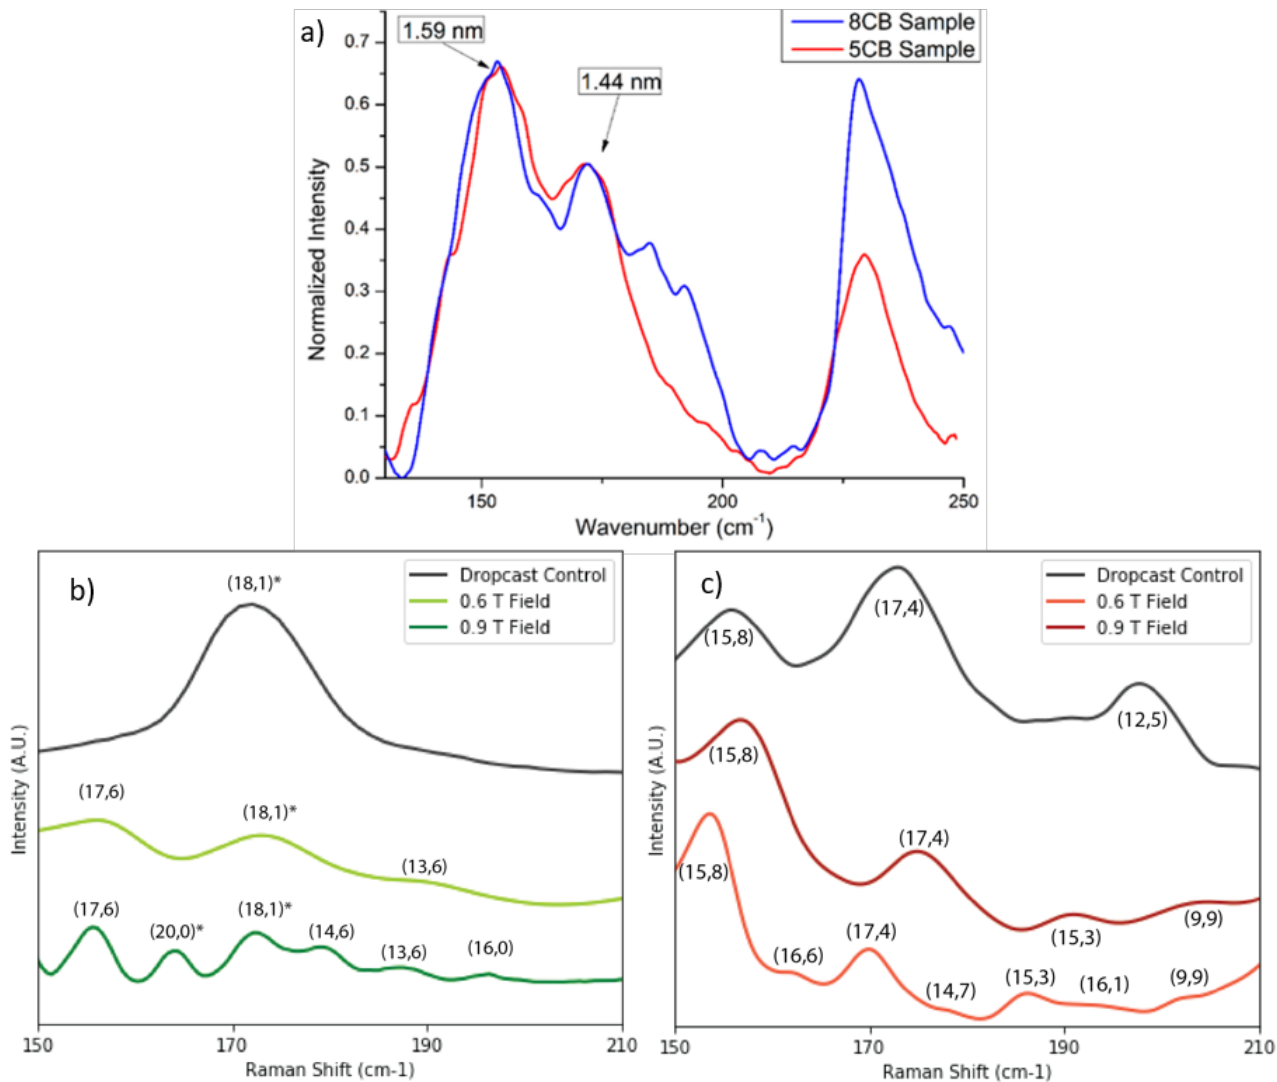 a)
1.59 nm
1.44 nm
8CB Sample
5CB Sample
0.7
0.6
0.5
0.4
0.3
0.2
0.1
0.0
Normalized Intensity
150
200
250
Wavenumber (cm⁻¹)
b)
Dropcast Control
0.6 T Field
0.9 T Field
(18,1)*
(17,6)
(18,1)*
(13,6)
(17,6)
(20,0)*
(18,1)*
(14,6)
(13,6)
(16,0)
Intensity (A.U.)
150
170
190
210
Raman Shift (cm-1)
c)
Dropcast Control
0.6 T Field
0.9 T Field
(15,8)
(17,4)
(12,5)
(15,8)
(17,4)
(15,3)
(9,9)
(15,8)
(16,6)
(17,4)
(14,7)
(15,3)
(16,1)
(9,9)
Intensity (A.U.)
150
170
190
210
Raman Shift (cm-1)